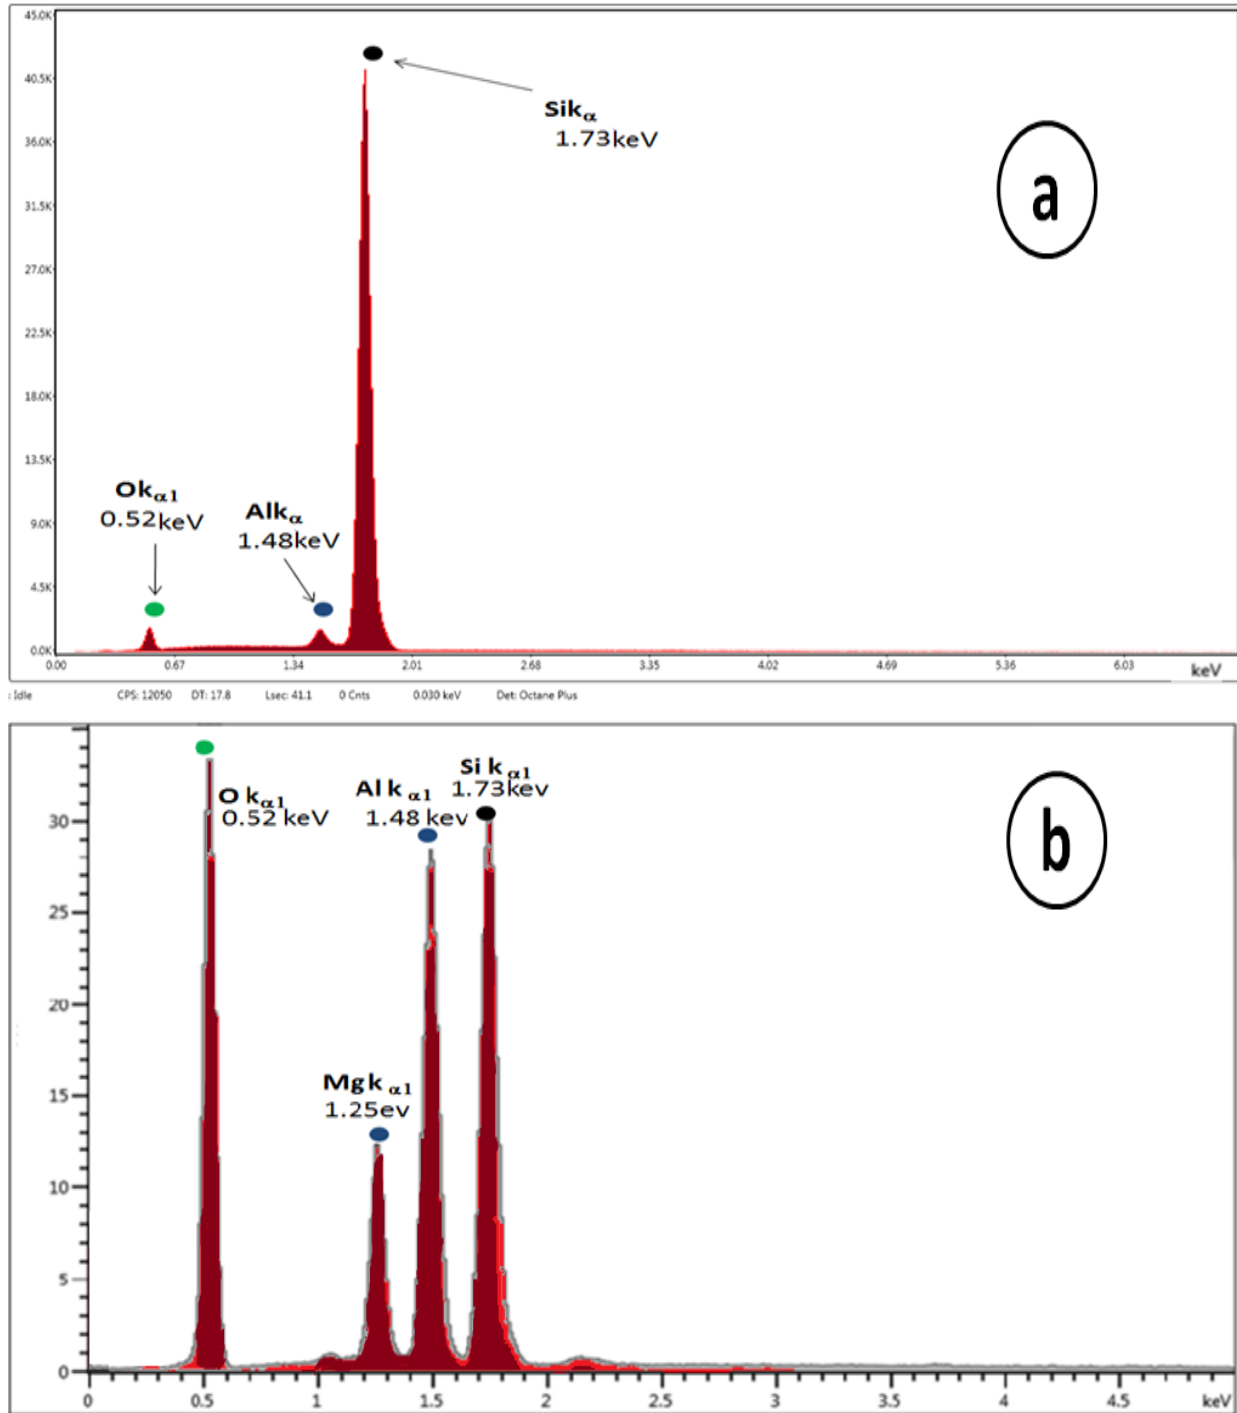 45.0K
40.5K
36.0K
31.5K
27.0K
22.5K
18.0K
13.5K
9.0K
4.5K
0.0K
Sikα
1.73keV
a
Okα1
0.52keV
Alkα
1.48keV
0.00 0.67 1.34 2.01 2.68 3.35 4.02 4.69 5.36 6.03
keV
: Idle CPS: 12050 DT: 17.8 Lsec: 41.1 0 Cnts 0.030 keV Det: Octane Plus
30
25
20
15
10
5
0
O kα1
0.52 keV
Al kα1
1.48 kev
Si kα1
1.73kev
b
Mgk α1
1.25ev
0 0.5 1 1.5 2 2.5 3 3.5 4 4.5 keV